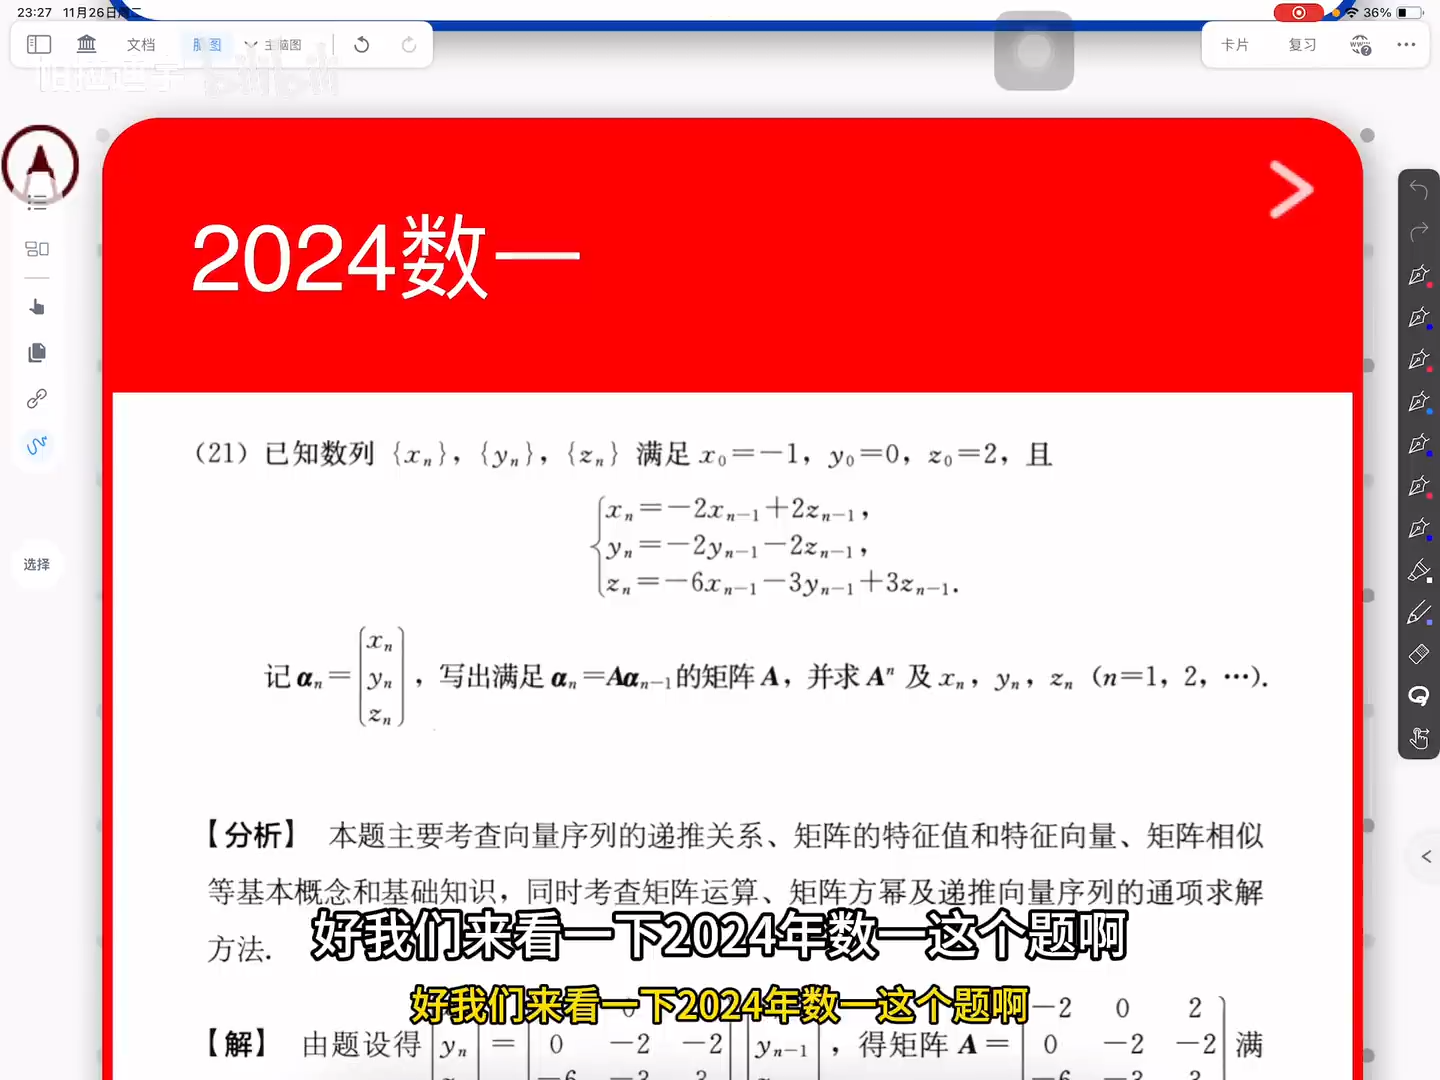 23:27 11月26日周二
36%
文档 脑图 主脑图
卡片 复习
2024数一
选择
(21) 已知数列 {xₙ}, {yₙ}, {zₙ} 满足 x₀=-1, y₀=0, z₀=2, 且
xₙ=-2xₙ₋₁+2zₙ₋₁,
yₙ=-2yₙ₋₁-2zₙ₋₁,
zₙ=-6xₙ₋₁-3yₙ₋₁+3zₙ₋₁.
xₙ
记 αₙ= yₙ , 写出满足 αₙ=Aαₙ₋₁的矩阵 A, 并求 Aⁿ 及 xₙ, yₙ, zₙ (n=1, 2, …).
zₙ
【分析】 本题主要考查向量序列的递推关系、矩阵的特征值和特征向量、矩阵相似
等基本概念和基础知识, 同时考查矩阵运算、矩阵方幂及递推向量序列的通项求解
方法.
好我们来看一下2024年数一这个题啊
好我们来看一下2024年数一这个题啊
-2 0 2
【解】 由题设得 yₙ = 0 -2 -2 yₙ₋₁ , 得矩阵 A= 0 -2 -2 满